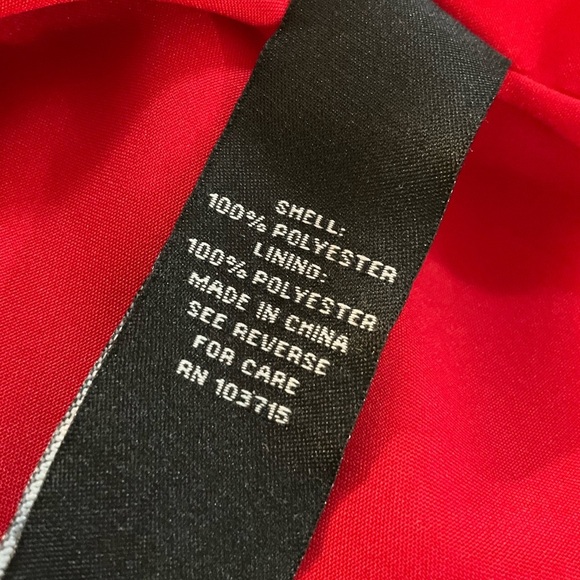 SHELL:
100% POLYESTER
LINING:
100% POLYESTER
MADE IN CHINA
SEE REVERSE
FOR CARE
RN 103715